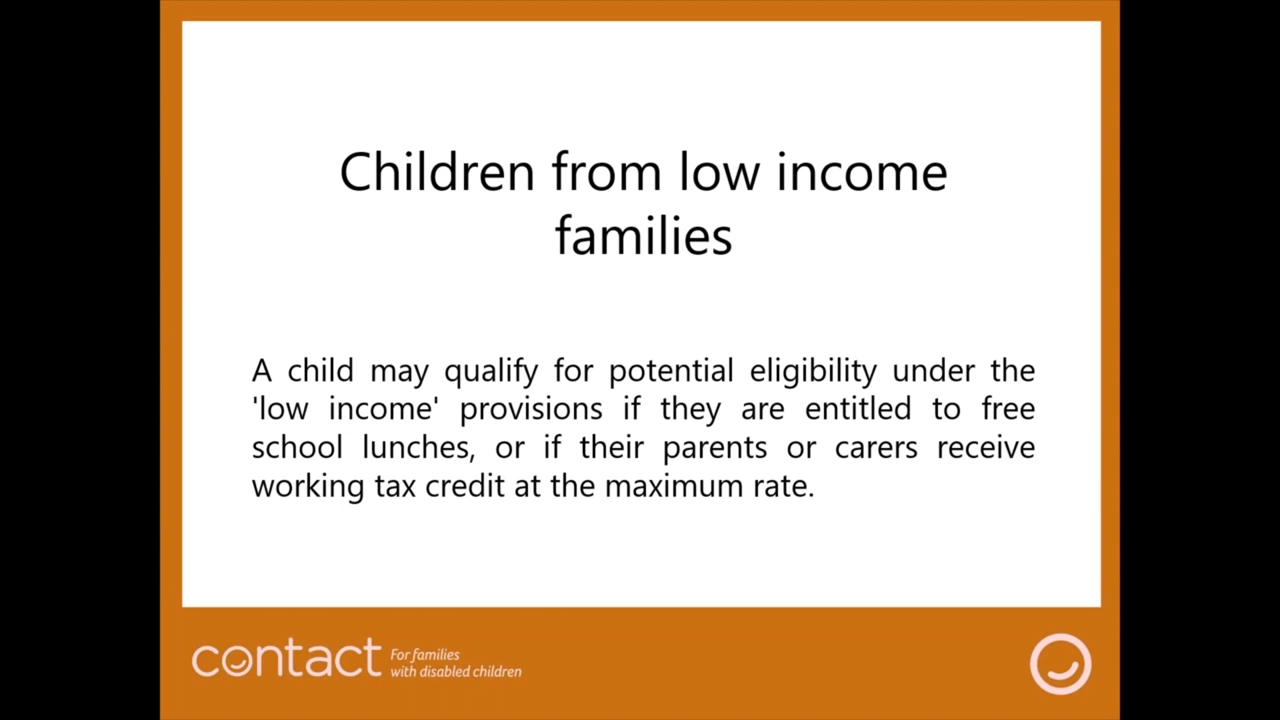 Children from low income
families
A child may qualify for potential eligibility under the
'low income' provisions if they are entitled to free
school lunches, or if their parents or carers receive
working tax credit at the maximum rate.
contact
For families
with disabled children